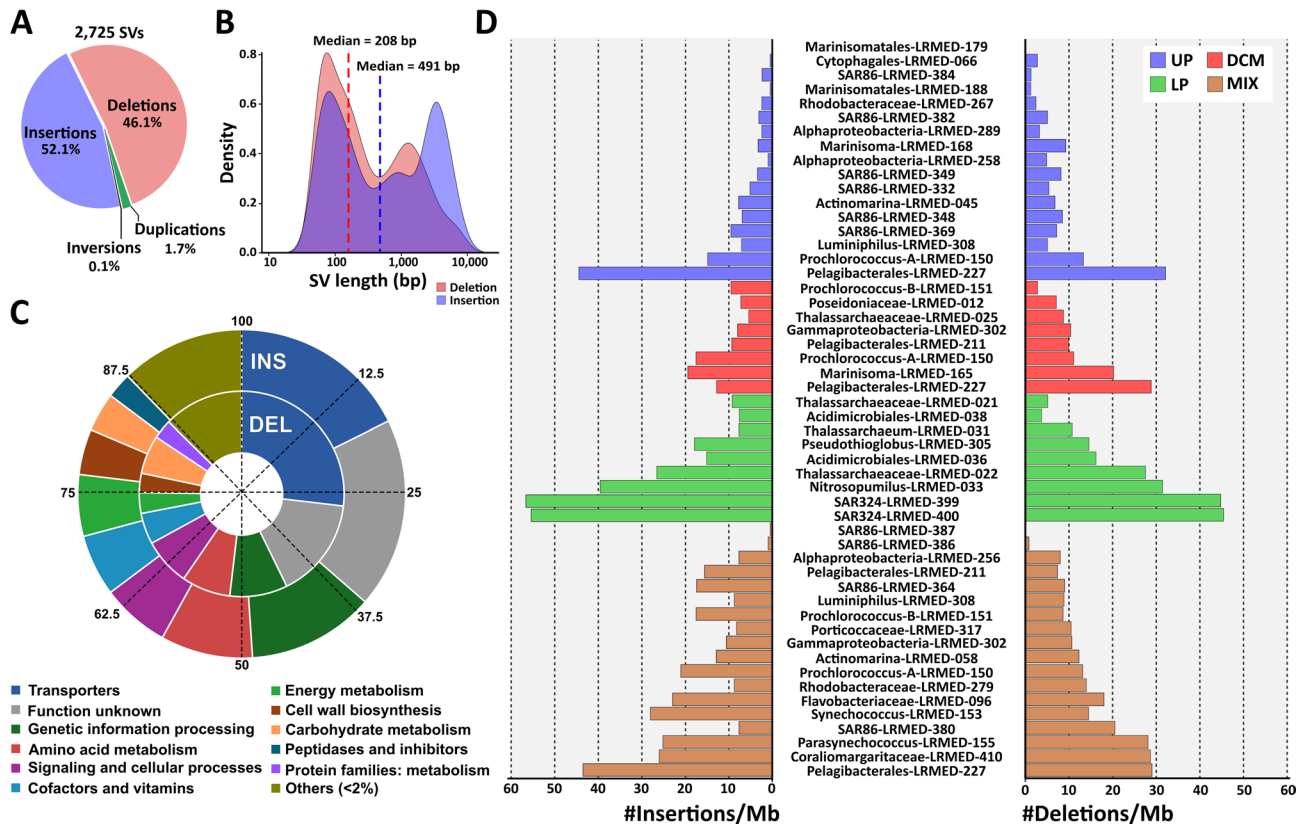 A
2,725 SVs
Deletions
46.1%
Insertions
52.1%
Duplications
1.7%
Inversions
0.1%
B
Median = 208 bp
Median = 491 bp
0.8
0.6
0.4
0.2
0.0
Density
10
100
1,000
10,000
SV length (bp)
Deletion
Insertion
C
100
12.5
25
37.5
50
62.5
75
87.5
INS
DEL
Transporters
Function unknown
Genetic information processing
Amino acid metabolism
Signaling and cellular processes
Cofactors and vitamins
Energy metabolism
Cell wall biosynthesis
Carbohydrate metabolism
Peptidases and inhibitors
Protein families: metabolism
Others (<2%)
D
UP
DCM
LP
MIX
Marinisomatales-LRMED-179
Cytophagales-LRMED-066
SAR86-LRMED-384
Marinisomatales-LRMED-188
Rhodobacteraceae-LRMED-267
SAR86-LRMED-382
Alphaproteobacteria-LRMED-289
Marinisoma-LRMED-168
Alphaproteobacteria-LRMED-258
SAR86-LRMED-349
SAR86-LRMED-332
Actinomarina-LRMED-045
SAR86-LRMED-348
SAR86-LRMED-369
Luminiphilus-LRMED-308
Prochlorococcus-A-LRMED-150
Pelagibacterales-LRMED-227
Prochlorococcus-B-LRMED-151
Poseidoniaceae-LRMED-012
Thalassarchaeaceae-LRMED-025
Gammaproteobacteria-LRMED-302
Pelagibacterales-LRMED-211
Prochlorococcus-A-LRMED-150
Marinisoma-LRMED-165
Pelagibacterales-LRMED-227
Thalassarchaeaceae-LRMED-021
Acidimicrobiales-LRMED-038
Thalassarchaeum-LRMED-031
Pseudothioglobus-LRMED-305
Acidimicrobiales-LRMED-036
Thalassarchaeaceae-LRMED-022
Nitrosopumilus-LRMED-033
SAR324-LRMED-399
SAR324-LRMED-400
SAR86-LRMED-387
SAR86-LRMED-386
Alphaproteobacteria-LRMED-256
Pelagibacterales-LRMED-211
SAR86-LRMED-364
Luminiphilus-LRMED-308
Prochlorococcus-B-LRMED-151
Porticoccaceae-LRMED-317
Gammaproteobacteria-LRMED-302
Actinomarina-LRMED-058
Prochlorococcus-A-LRMED-150
Rhodobacteraceae-LRMED-279
Flavobacteriaceae-LRMED-096
Synechococcus-LRMED-153
SAR86-LRMED-380
Parasynechococcus-LRMED-155
Coraliomargaritaceae-LRMED-410
Pelagibacterales-LRMED-227
60 50 40 30 20 10 0
#Insertions/Mb
0 10 20 30 40 50 60
#Deletions/Mb